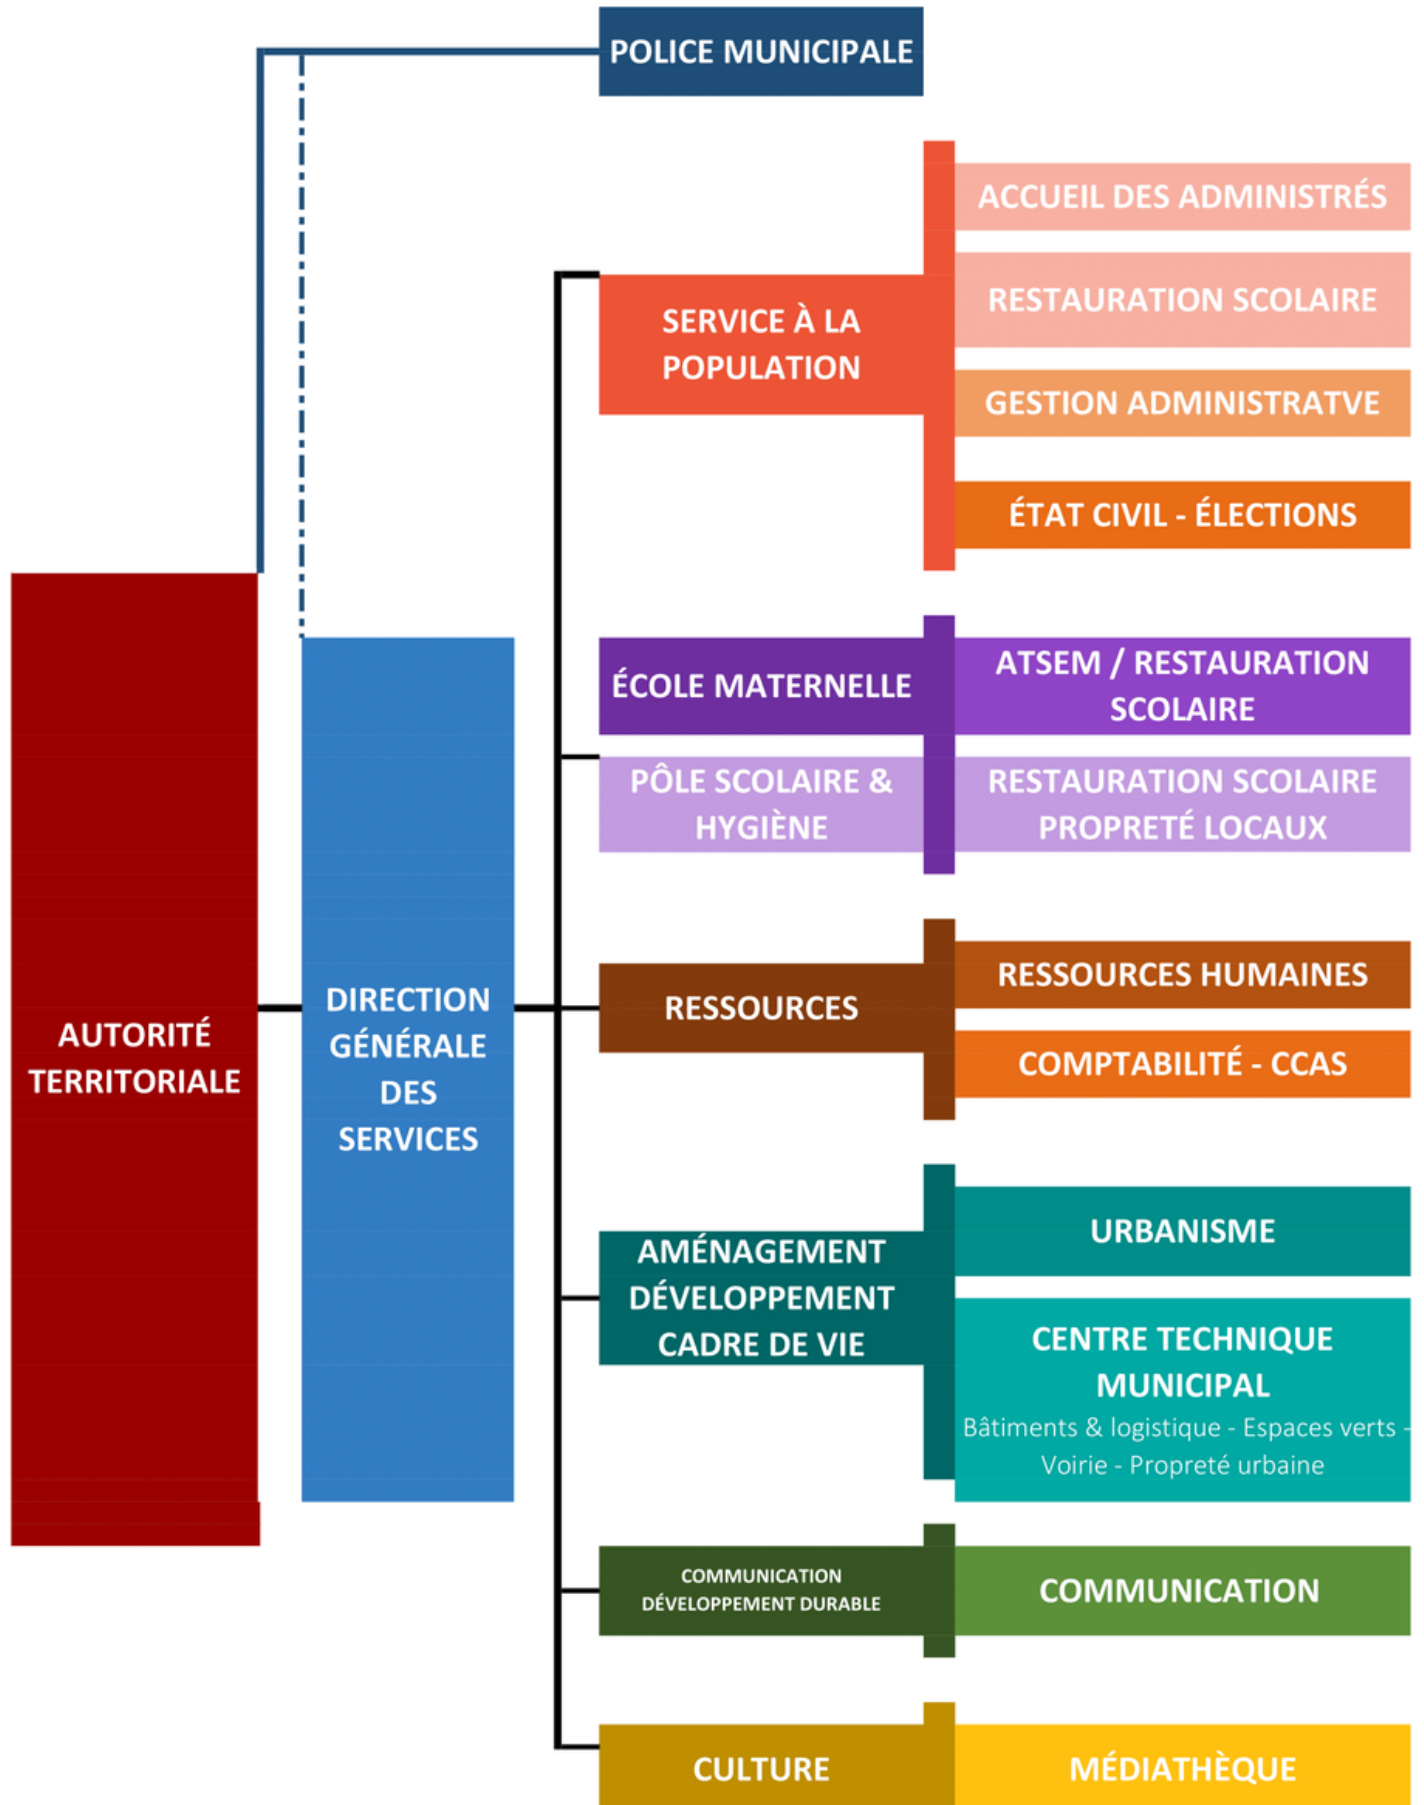 POLICE MUNICIPALE
ACCUEIL DES ADMINISTRÉS
RESTAURATION SCOLAIRE
SERVICE À LA
POPULATION
GESTION ADMINISTRATVE
ÉTAT CIVIL - ÉLECTIONS
ÉCOLE MATERNELLE
ATSEM / RESTAURATION
SCOLAIRE
PÔLE SCOLAIRE &
HYGIÈNE
RESTAURATION SCOLAIRE
PROPRETÉ LOCAUX
AUTORITÉ
TERRITORIALE
DIRECTION
GÉNÉRALE
DES
SERVICES
RESSOURCES
RESSOURCES HUMAINES
COMPTABILITÉ - CCAS
AMÉNAGEMENT
DÉVELOPPEMENT
CADRE DE VIE
URBANISME
CENTRE TECHNIQUE
MUNICIPAL
Bâtiments & logistique - Espaces verts -
Voirie - Propreté urbaine
COMMUNICATION
DÉVELOPPEMENT DURABLE
COMMUNICATION
CULTURE
MÉDIATHÈQUE